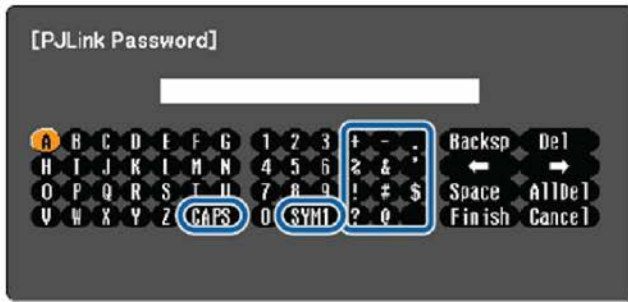 [PJLink Password]
A B C D E F G 1 2 3 + - . Backsp Del
H I J K L M N 4 5 6 % & ' ← →
O P Q R S T U 7 8 9 ! # $ Space AllDel
V W X Y Z CAPS 0 SYM1 ? @ Finish Cancel